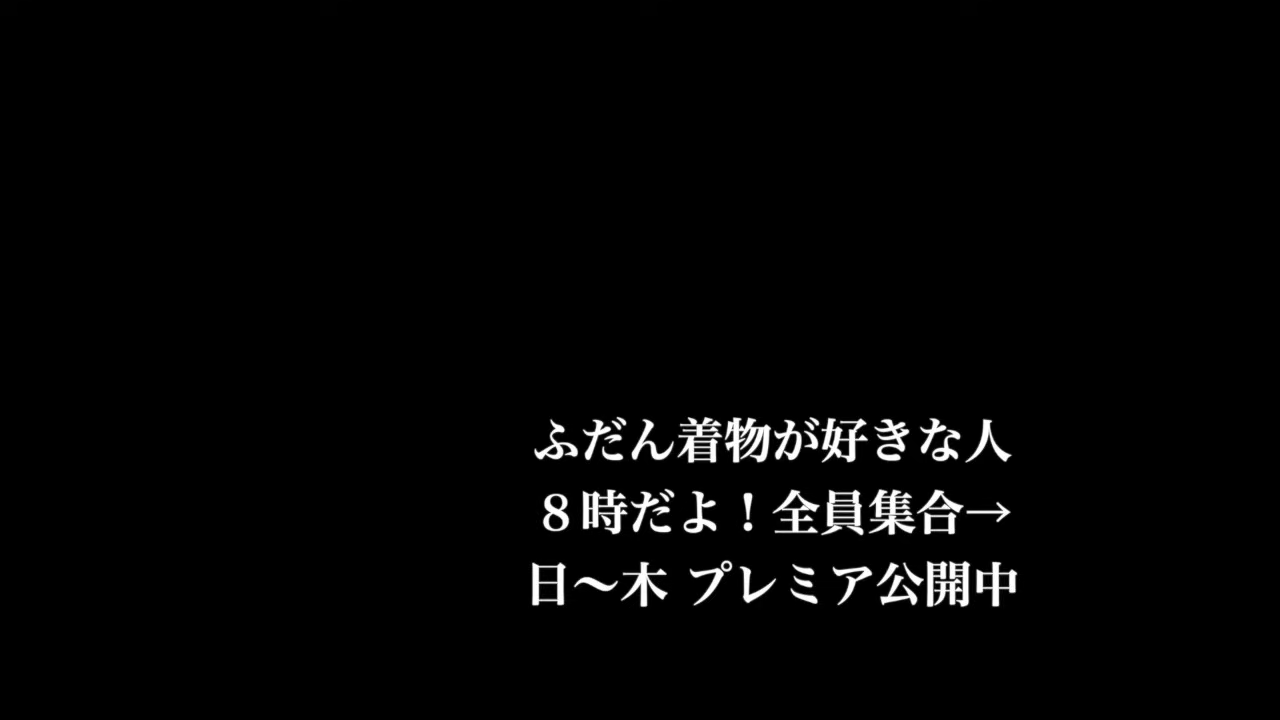 ふだん着物が好きな人
８時だよ！全員集合→
日〜木 プレミア公開中